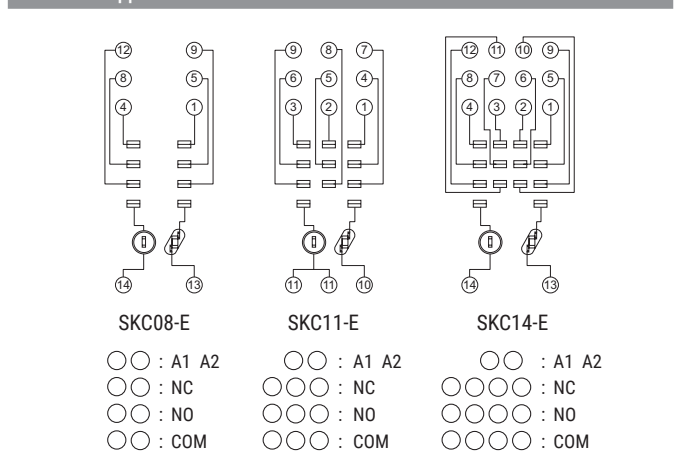 12 9 9 8 7 12 11 10 9
8 5 6 5 4 8 7 6 5
4 1 3 2 1 4 3 2 1
14 13 11 11 10 14 13
SKC08-E SKC11-E SKC14-E
: A1 A2 : A1 A2 : A1 A2
: NC : NC : NC
: NO : NO : NO
: COM : COM : COM